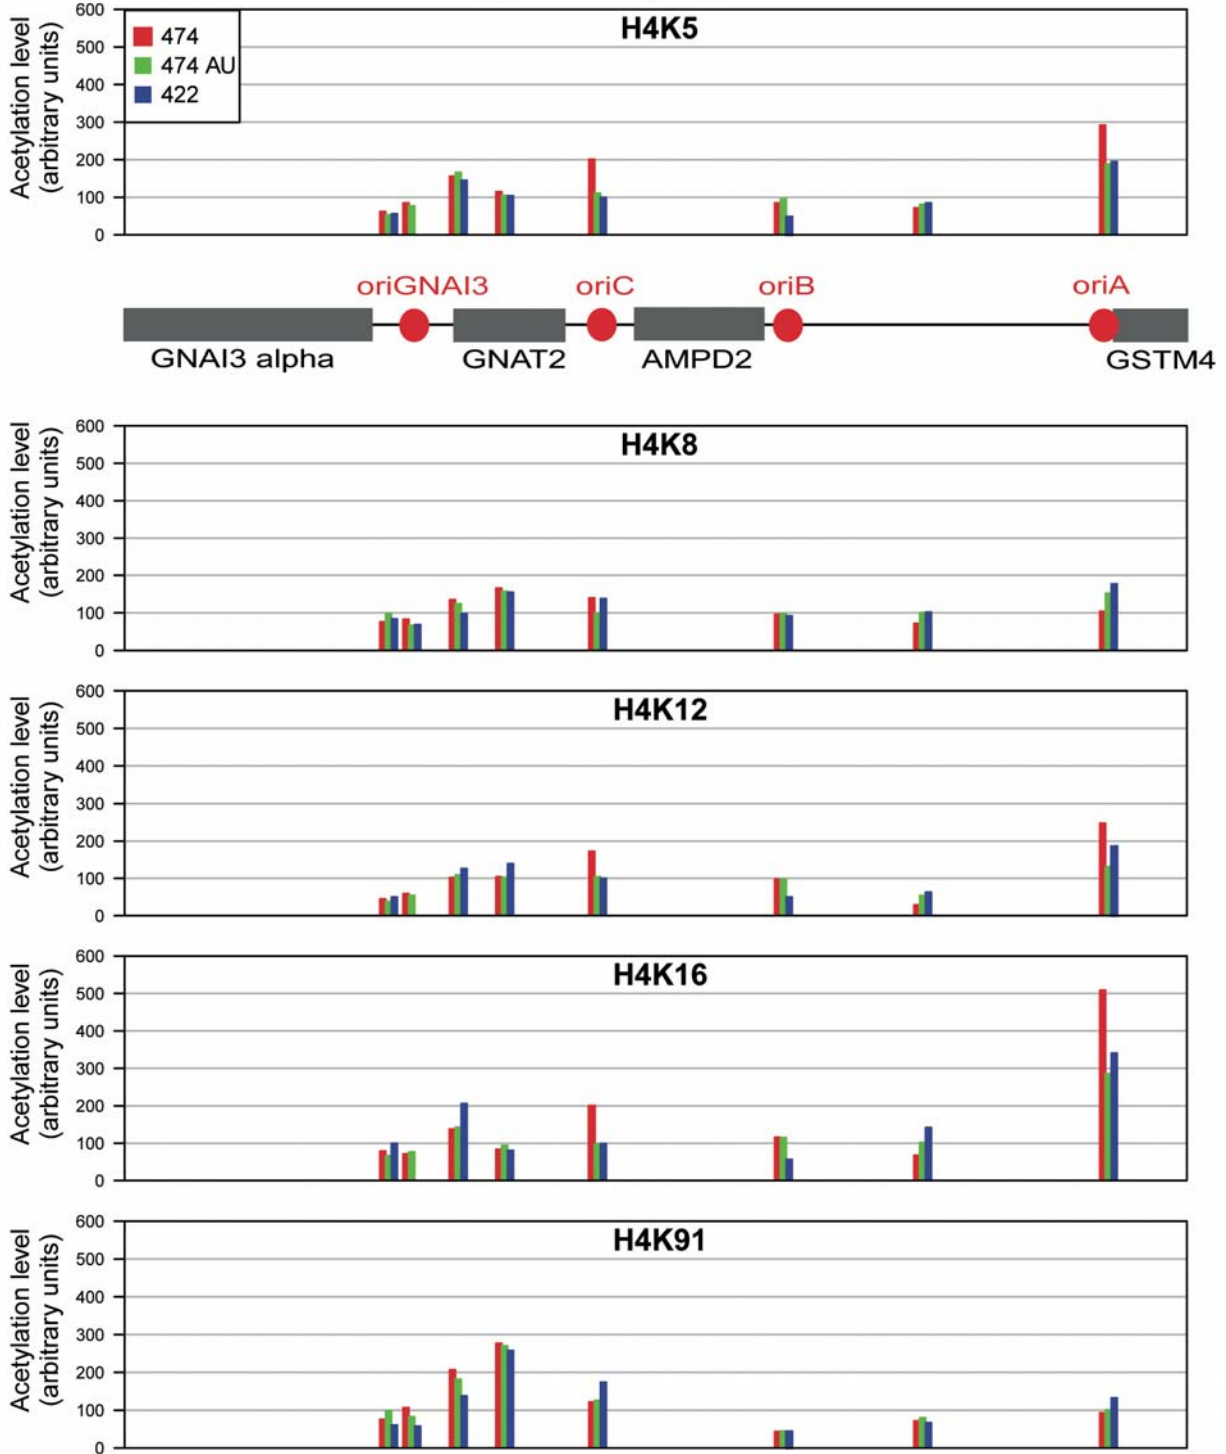 H4K5
474
474 AU
422
Acetylation level
(arbitrary units)
600
500
400
300
200
100
0
oriGNAI3 oriC oriB oriA
GNAI3 alpha GNAT2 AMPD2 GSTM4
H4K8
Acetylation level
(arbitrary units)
600
500
400
300
200
100
0
H4K12
Acetylation level
(arbitrary units)
600
500
400
300
200
100
0
H4K16
Acetylation level
(arbitrary units)
600
500
400
300
200
100
0
H4K91
Acetylation level
(arbitrary units)
600
500
400
300
200
100
0